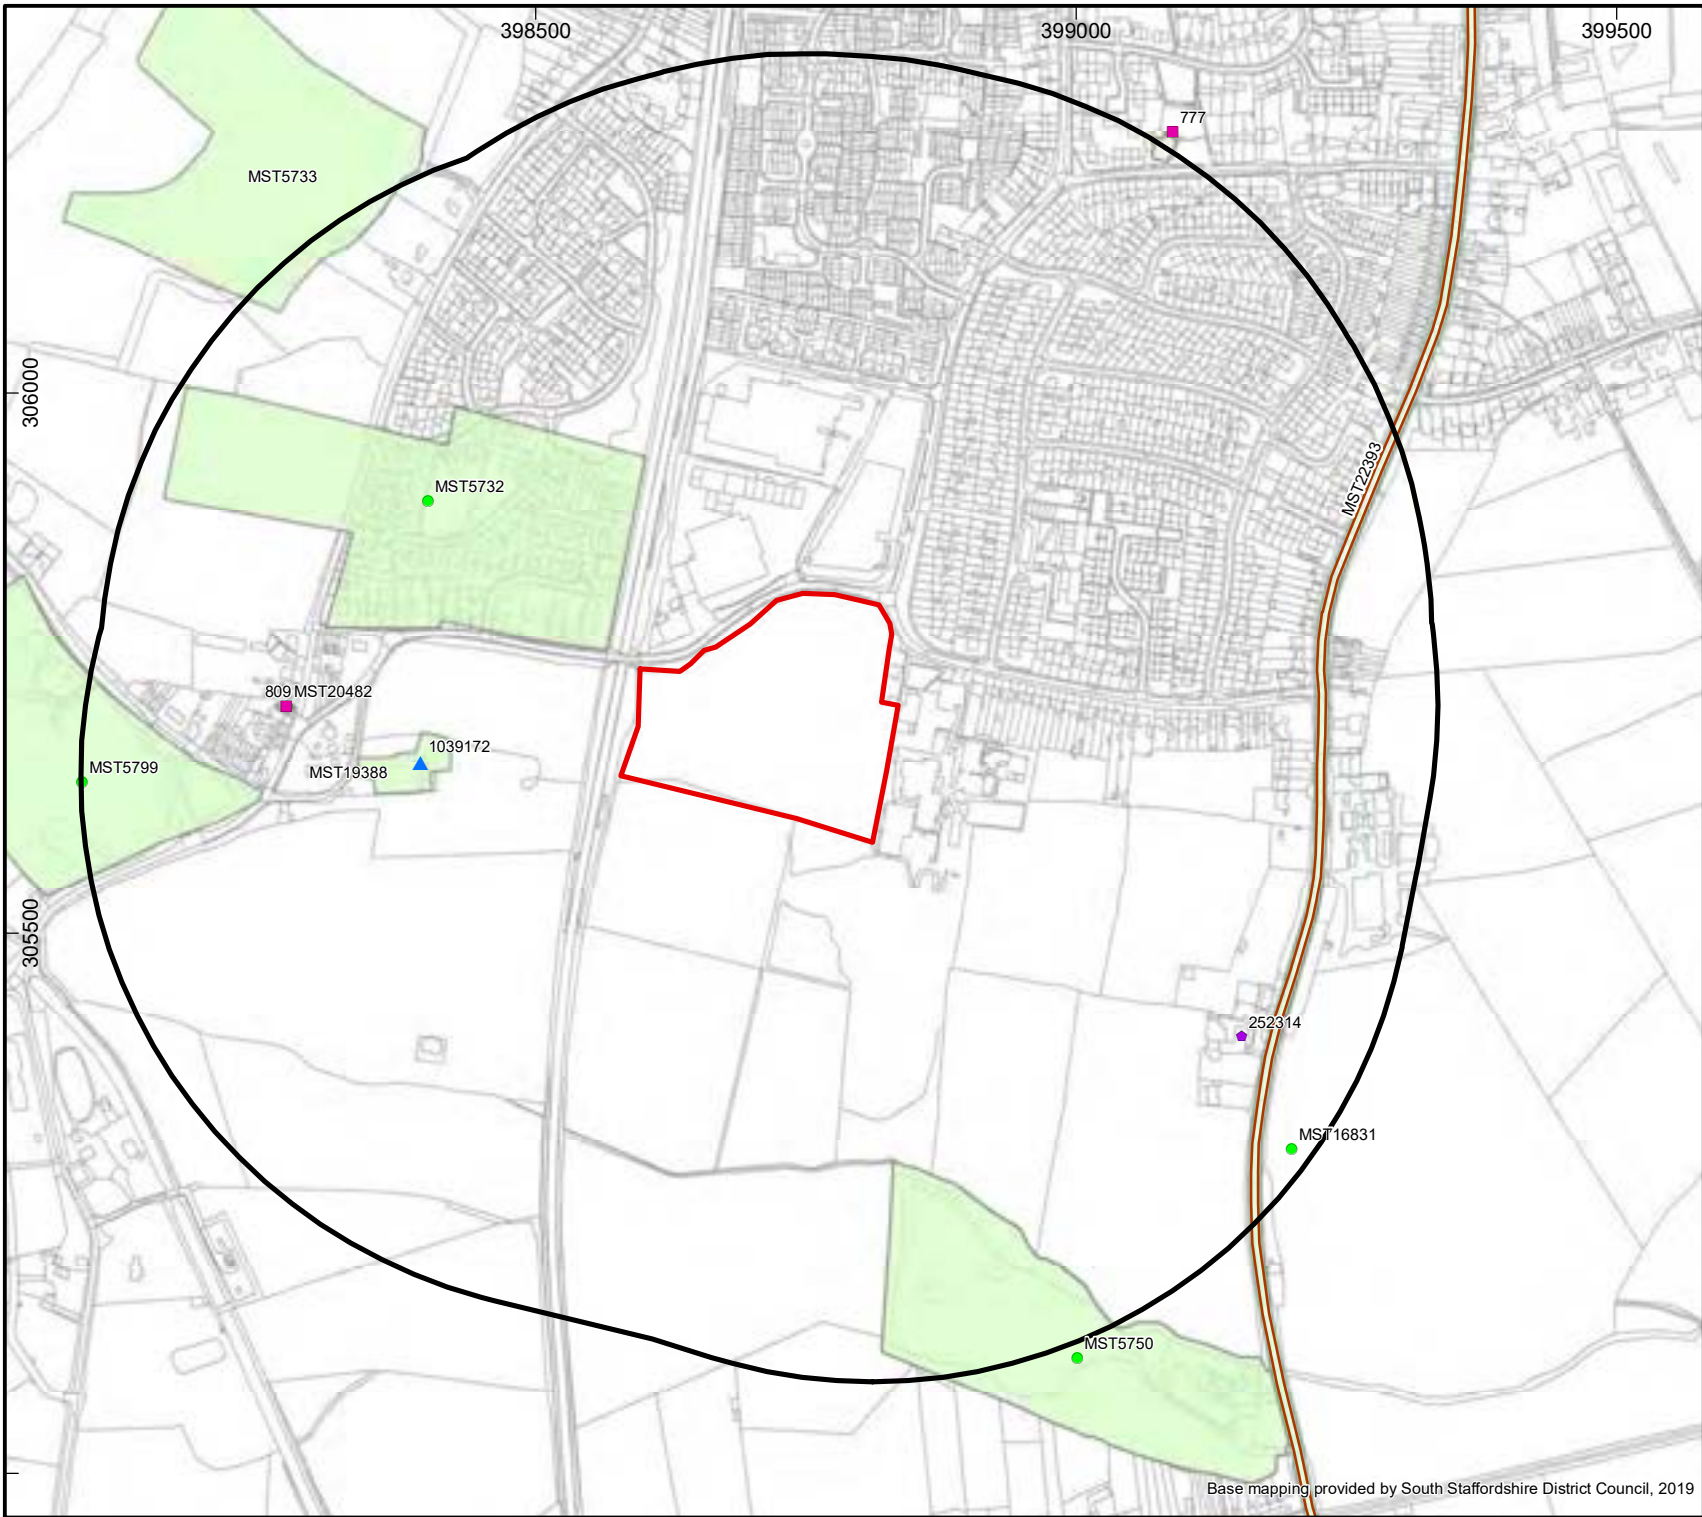 398500
399000
399500
777
MST5733
306000
MST22393
MST5732
809 MST20482
1039172
MST5799
MST19388
305500
252314
MST16831
MST5750
Base mapping provided by South Staffordshire District Council, 2019